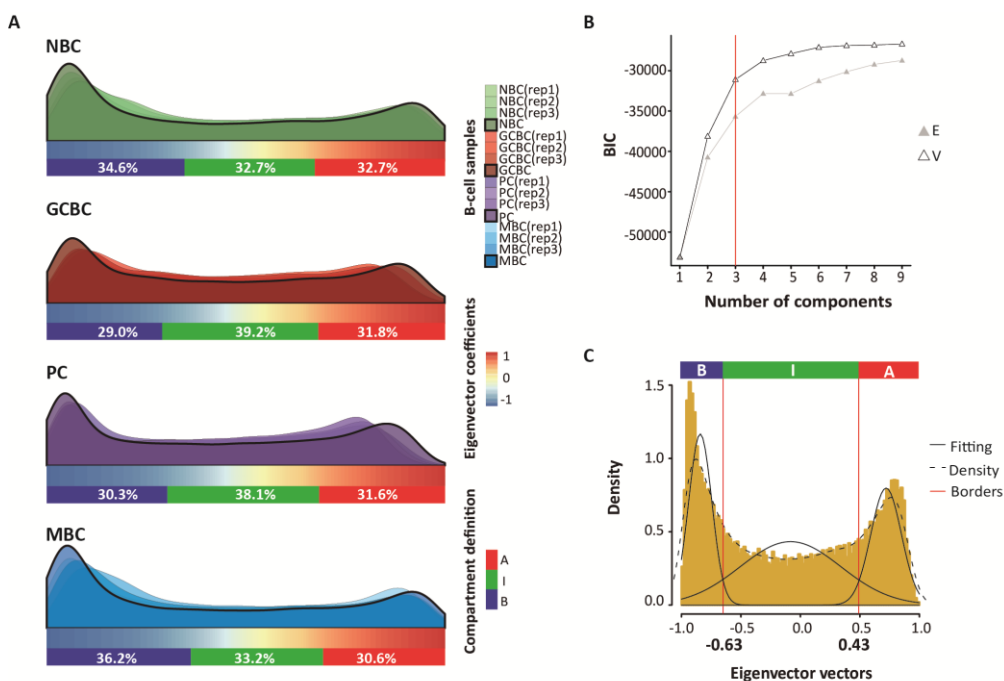 A
NBC
34.6% 32.7% 32.7%
GCBC
29.0% 39.2% 31.8%
PC
30.3% 38.1% 31.6%
MBC
36.2% 33.2% 30.6%
B-cell samples
NBC(rep1)
NBC(rep2)
NBC(rep3)
NBC
GCBC(rep1)
GCBC(rep2)
GCBC(rep3)
GCBC
PC(rep1)
PC(rep2)
PC(rep3)
PC
MBC(rep1)
MBC(rep2)
MBC(rep3)
MBC
Eigenvector coefficients
1
0
-1
Compartment definition
A
I
B
B
BIC
-30000
-35000
-40000
-45000
-50000
1 2 3 4 5 6 7 8 9
Number of components
E
V
C
B I A
Density
1.5
1.0
0.5
0.0
-1.0 -0.5 0.0 0.5 1.0
-0.63 0.43
Eigenvector vectors
Fitting
Density
Borders